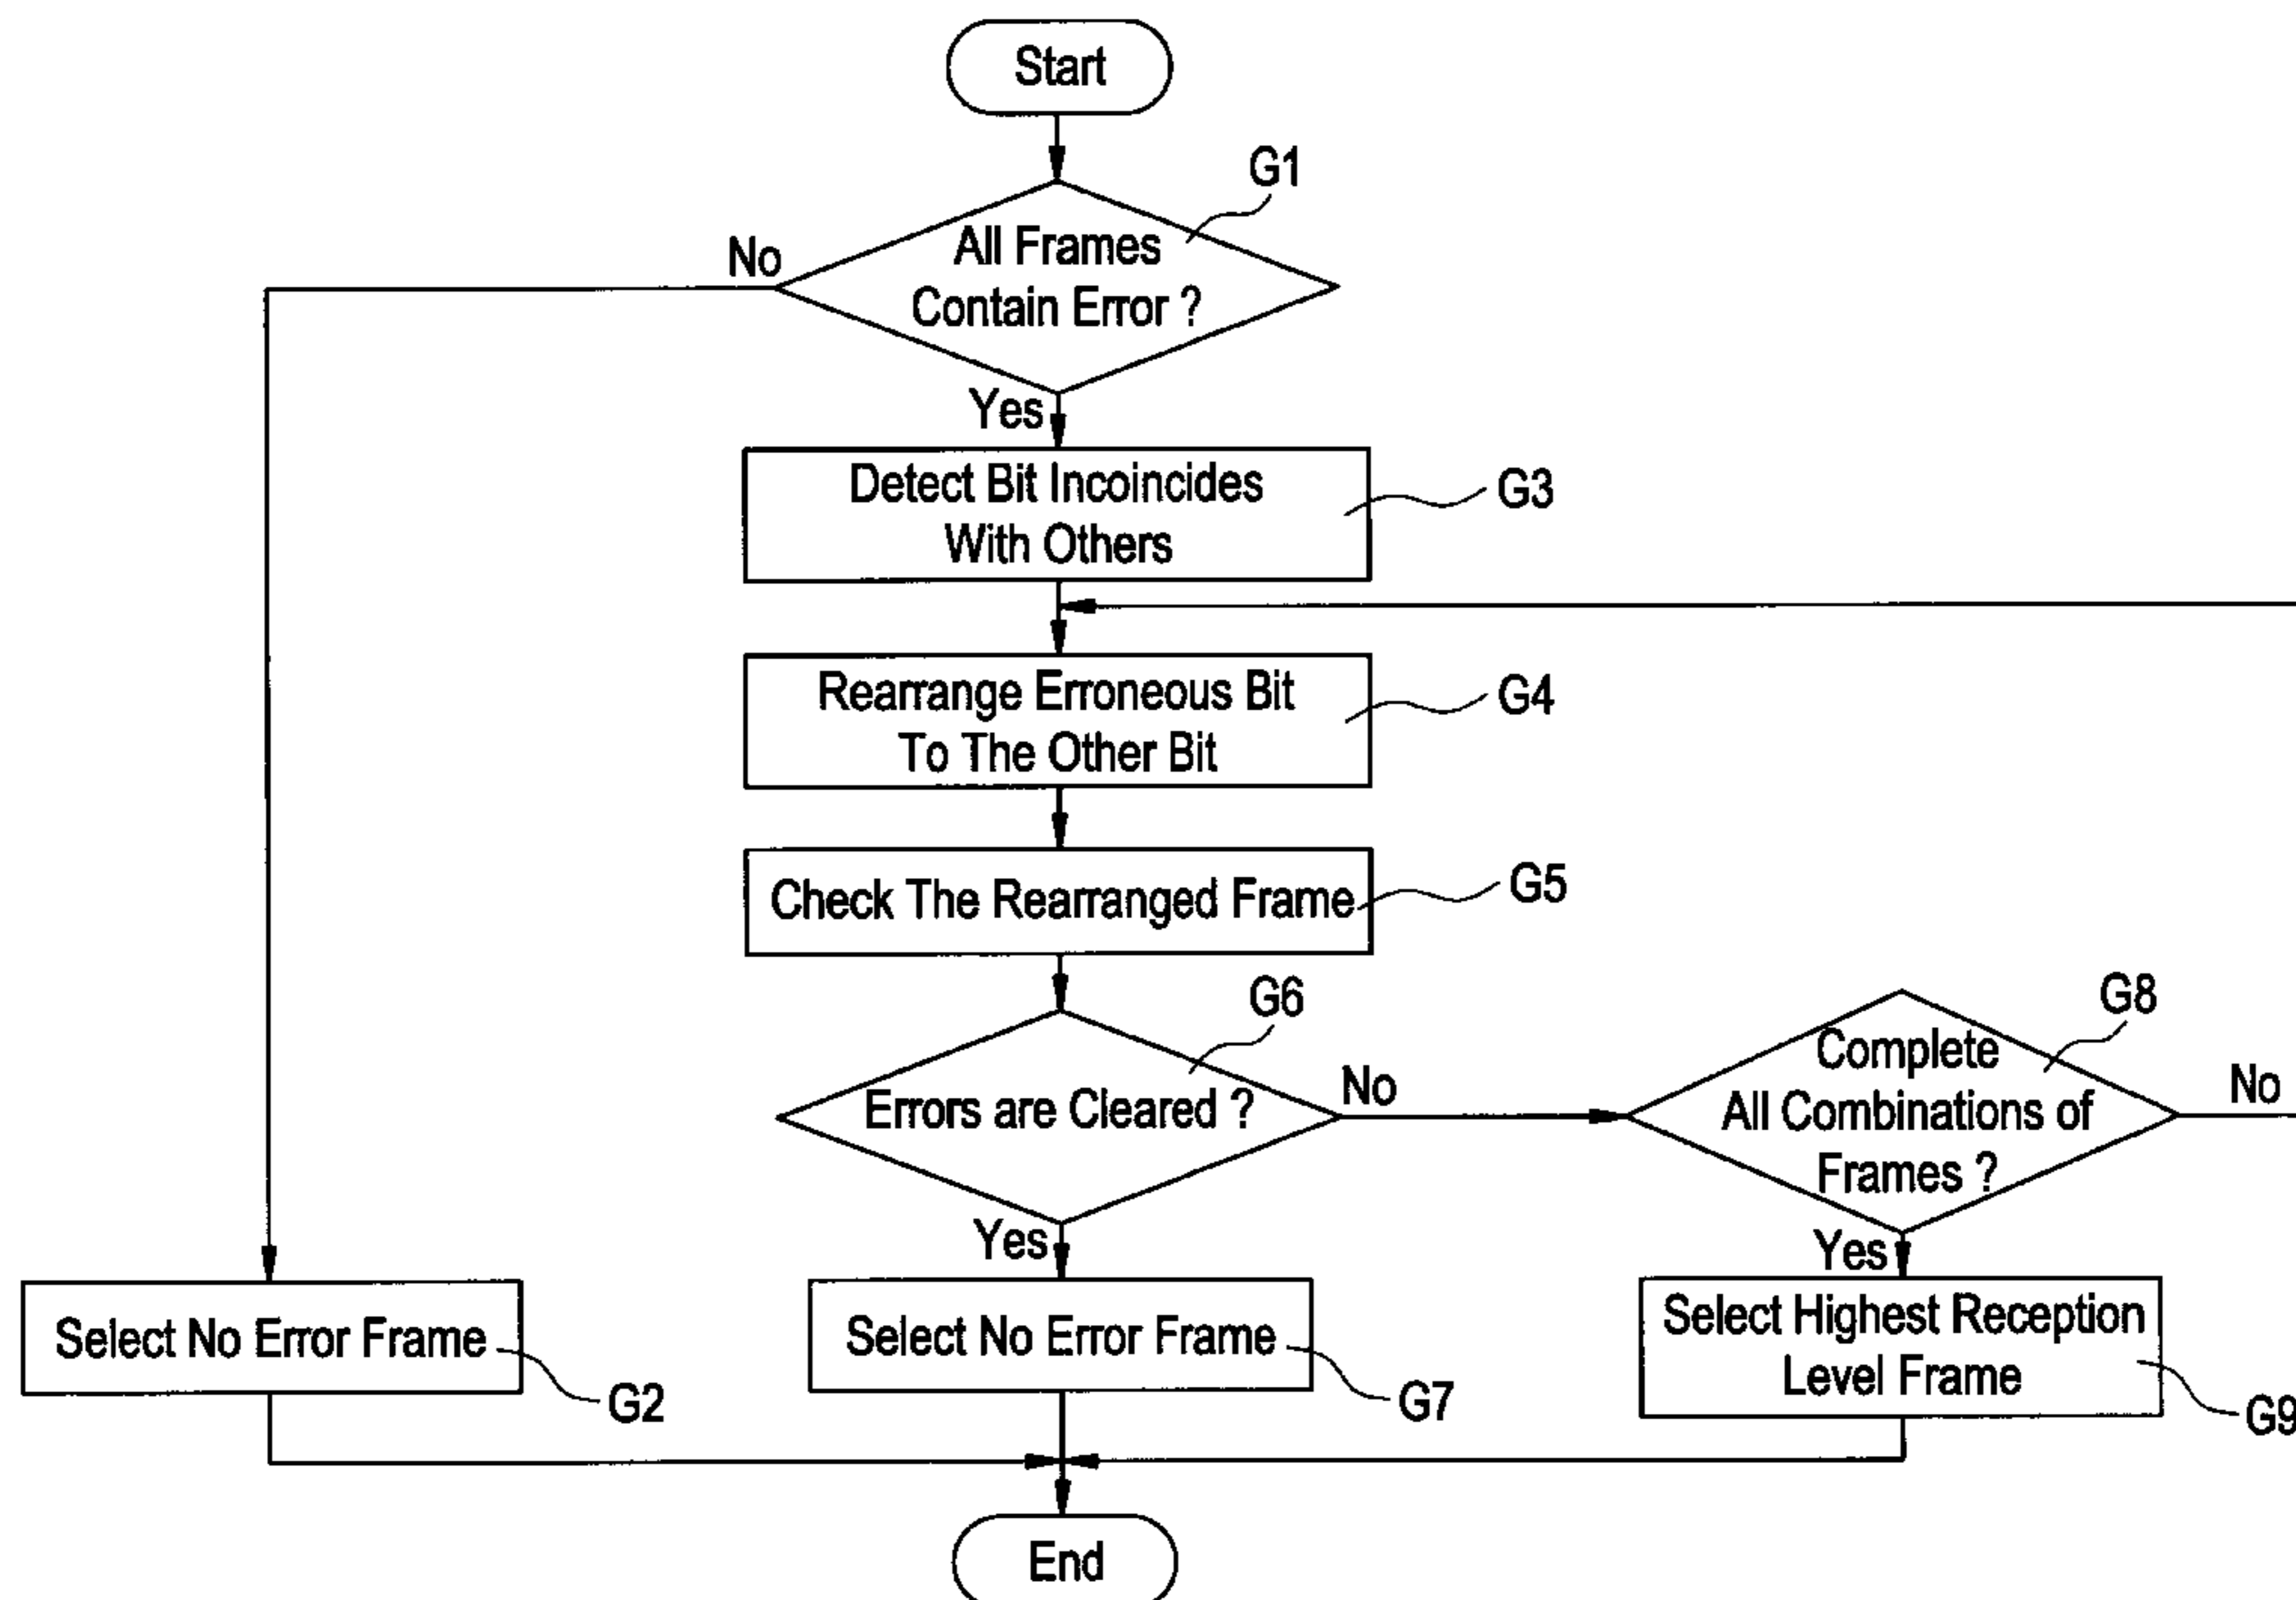 Start
G1
All Frames
Contain Error ?
No
Yes
Detect Bit Incoincides
With Others
G3
Rearrange Erroneous Bit
To The Other Bit
G4
Check The Rearranged Frame
G5
G6
Errors are Cleared ?
No
Yes
G8
Complete
All Combinations of
Frames ?
No
Yes
Select No Error Frame
G2
Select No Error Frame
G7
Select Highest Reception
Level Frame
G9
End